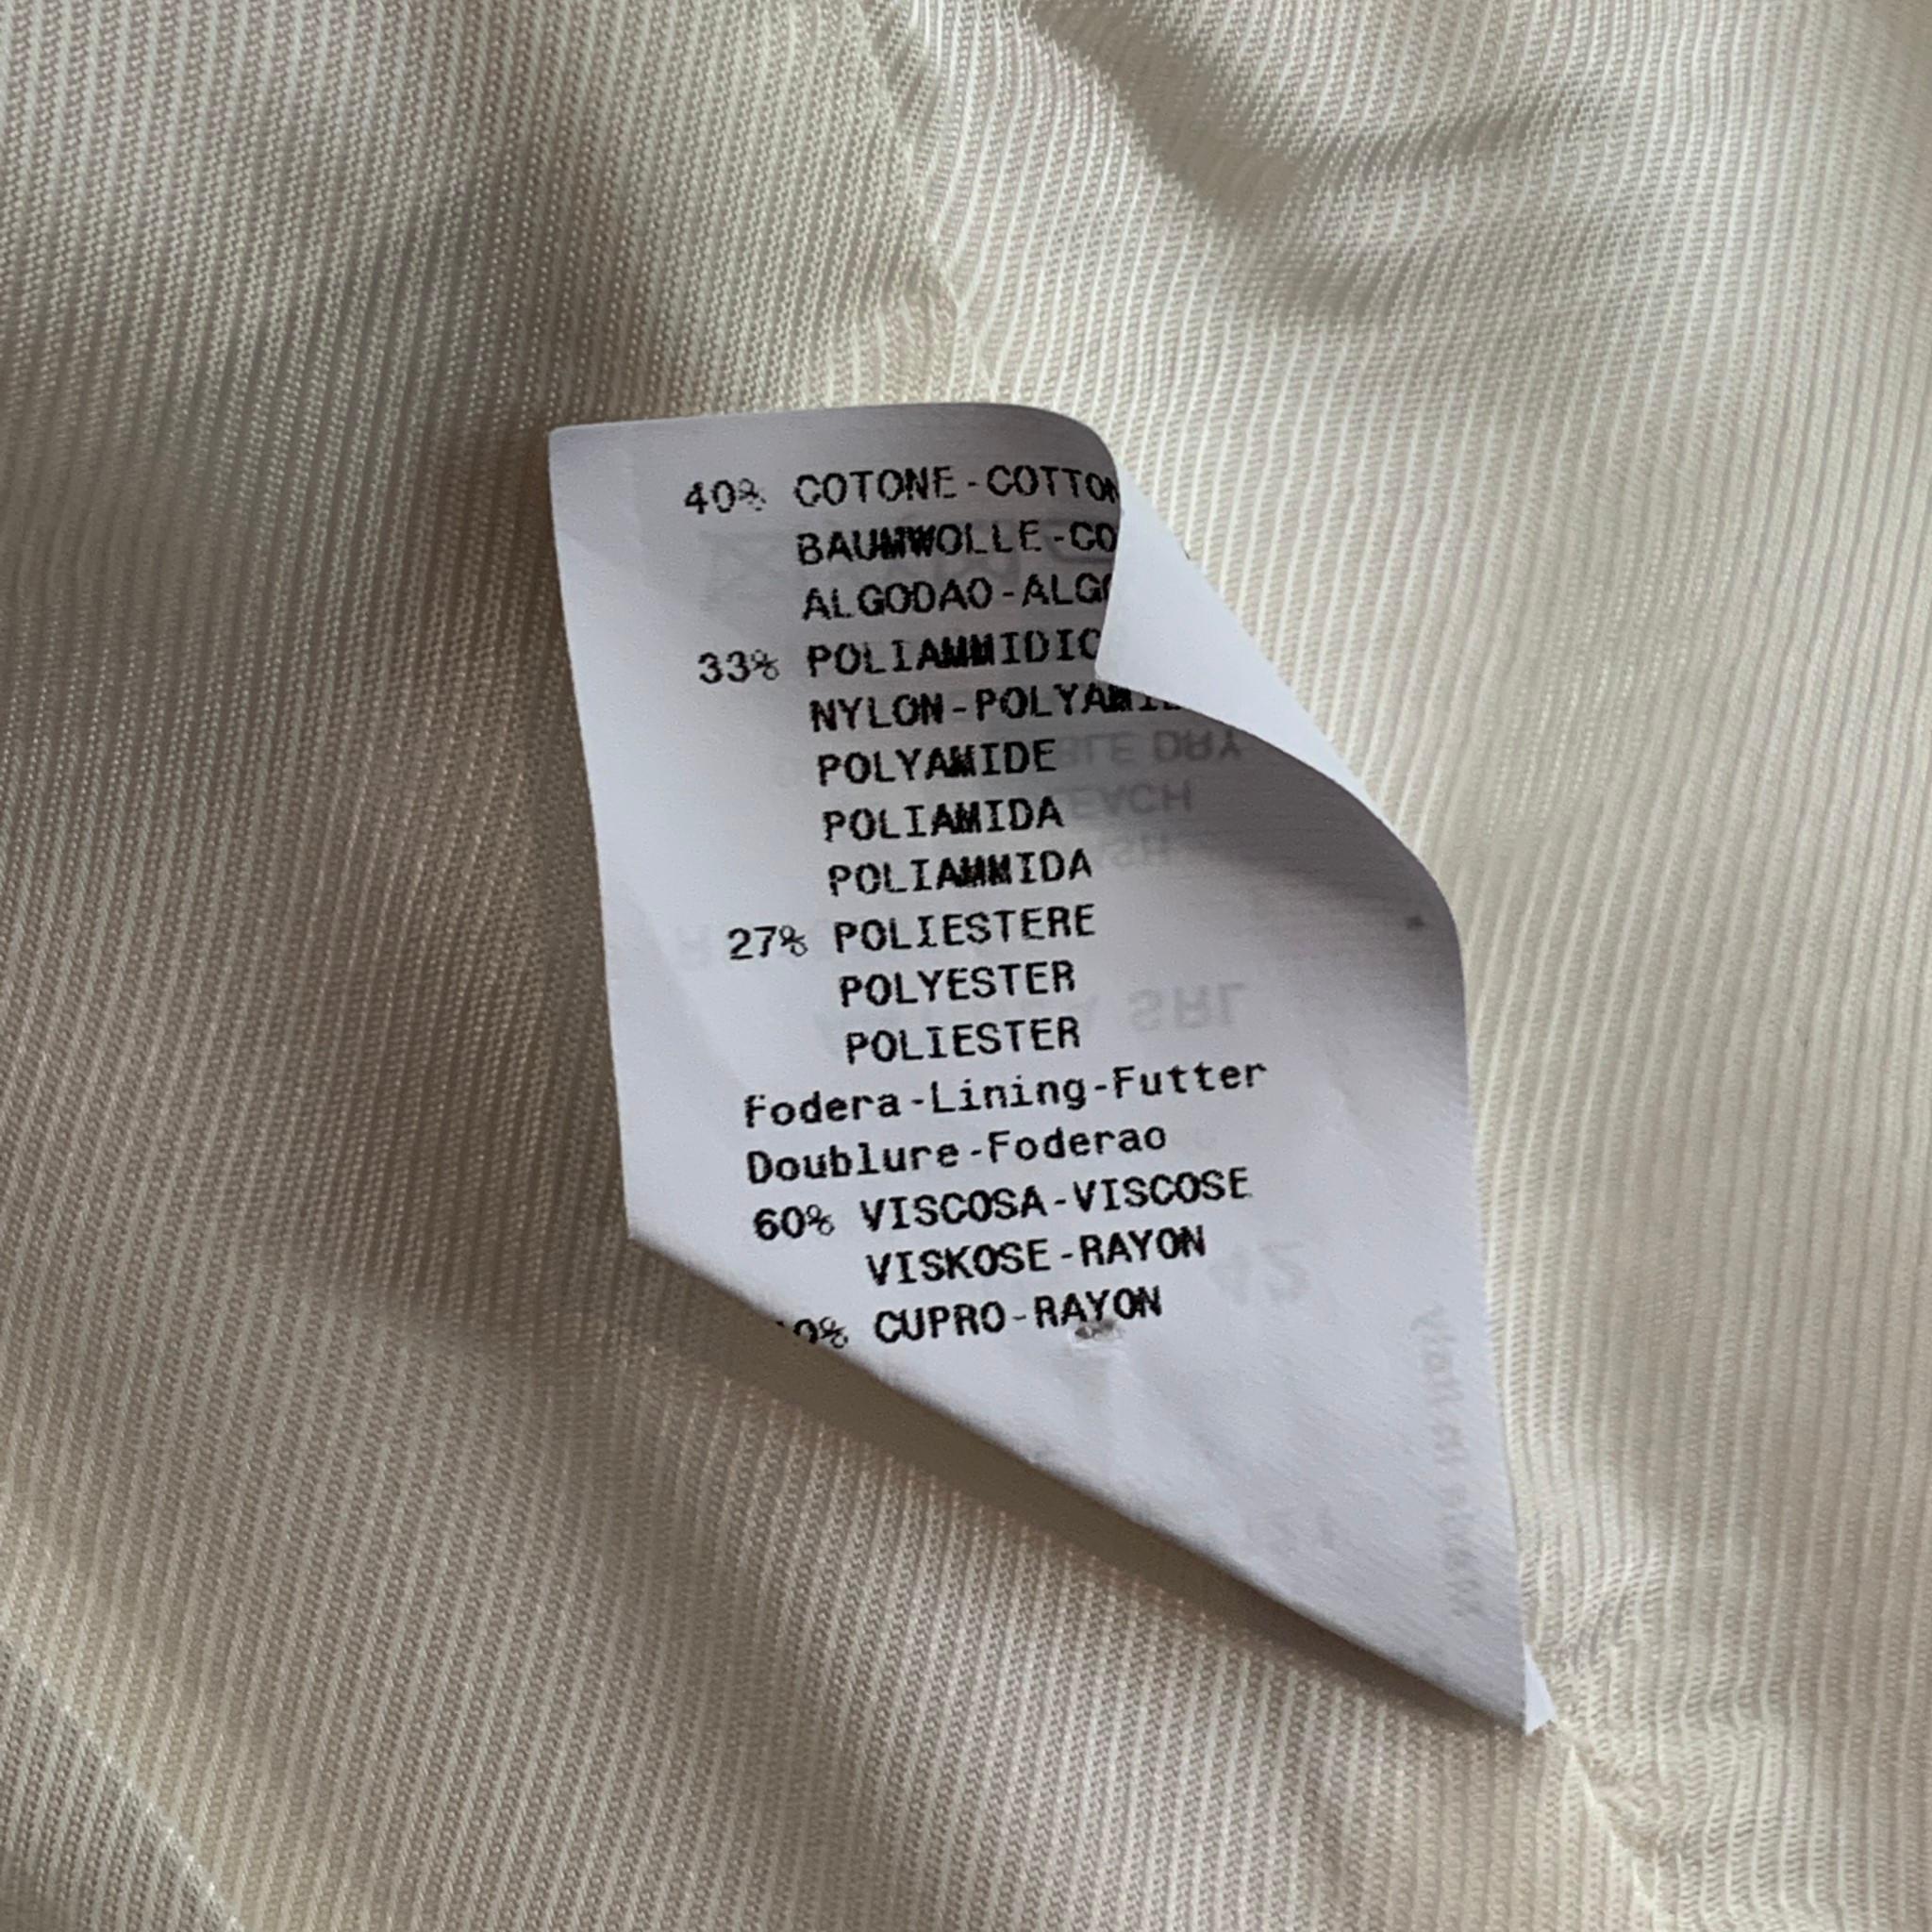 40% COTONE-COTTON
BAUMWOLLE-CO
ALGODAO-ALGO
33% POLIAMMIDIC
NYLON-POLYAMI
POLYAMIDE
POLIAMIDA
POLIAMMIDA
27% POLIESTERE
POLYESTER
POLIESTER
Fodera-Lining-Futter
Doublure-Foderao
60% VISCOSA-VISCOSE
VISKOSE-RAYON
0% CUPRO-RAYON